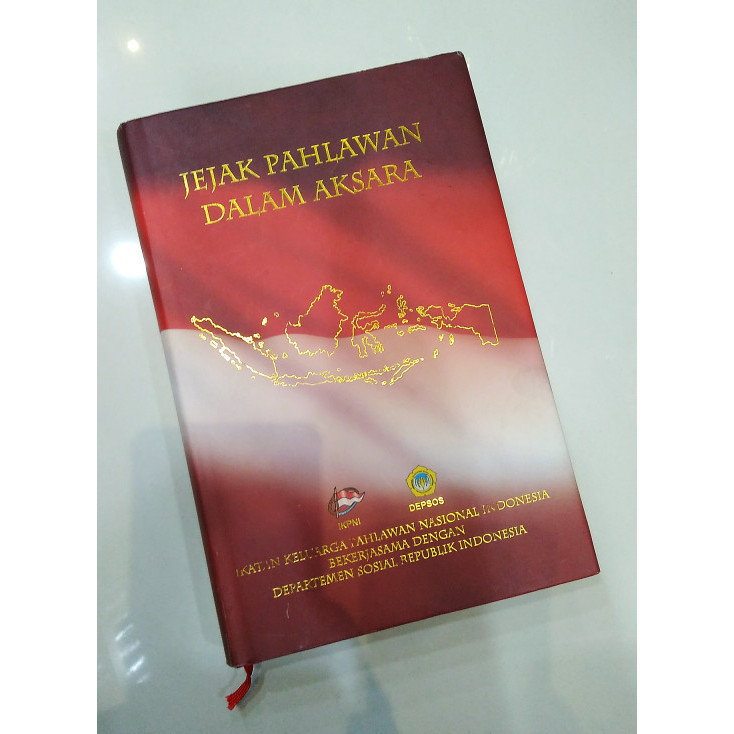 JEJAK PAHLAWAN
DALAM AKSARA
IKPNI
DEPSOS
IKATAN KELUARGA PAHLAWAN NASIONAL INDONESIA
BEKERJASAMA DENGAN
DEPARTEMEN SOSIAL REPUBLIK INDONESIA